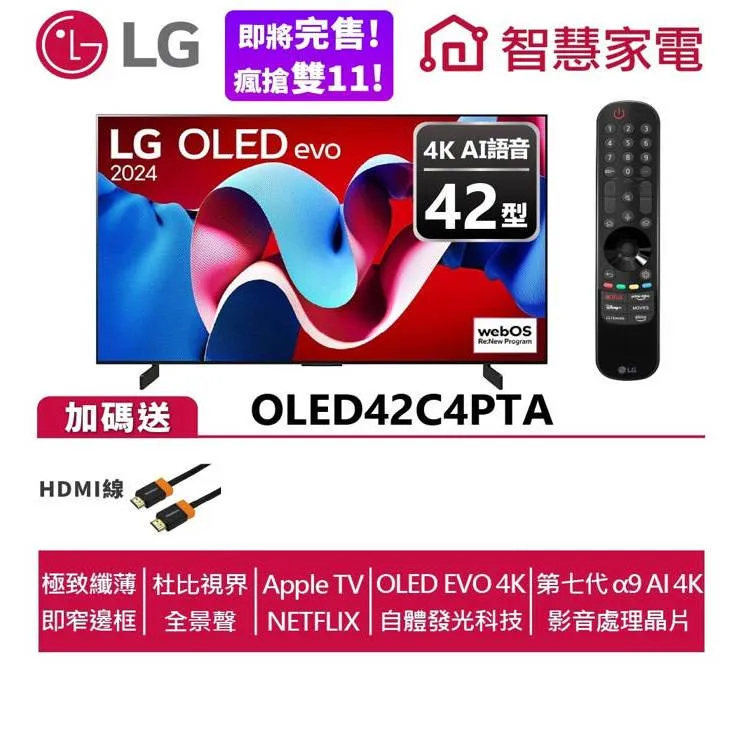 LG
即將完售!
瘋搶雙11!
智慧家電
LG OLED evo
2024
4K AI語音
42型
webOS
Re:New Program
LG
加碼送
OLED42C4PTA
HDMI線
極致纖薄
即窄邊框
杜比視界
全景聲
Apple TV
NETFLIX
OLED EVO 4K
自體發光科技
第七代 α9 AI 4K
影音處理晶片